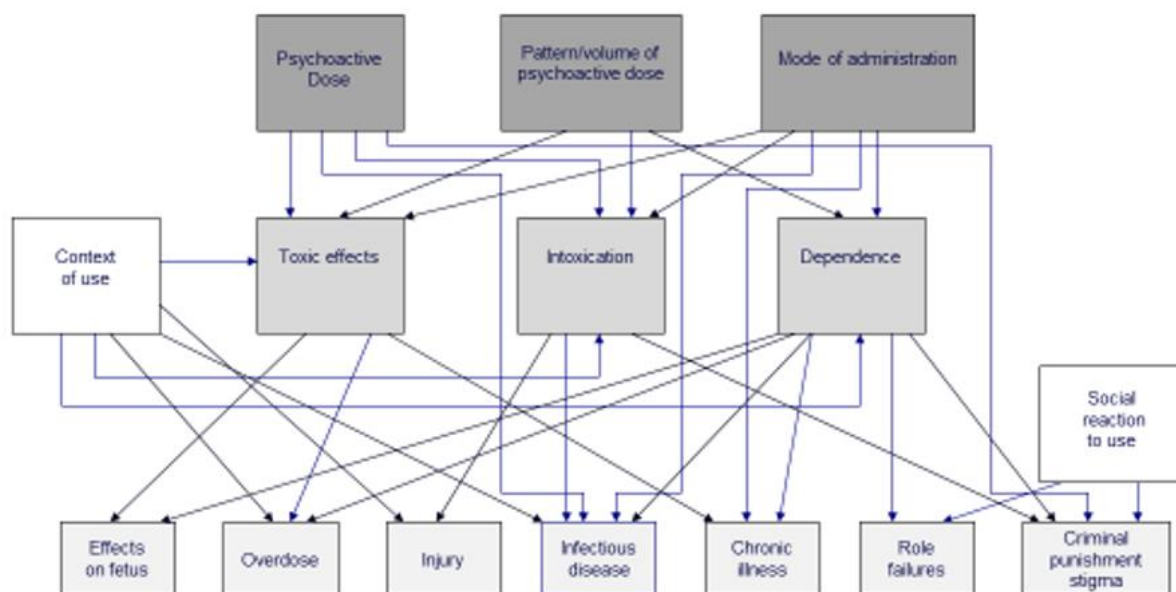 Psychoactive
Dose
Pattern/volume of
psychoactive dose
Mode of administration
Context
of use
Toxic effects
Intoxication
Dependence
Social
reaction
to use
Effects
on fetus
Overdose
Injury
Infectious
disease
Chronic
illness
Role
failures
Criminal
punishment
stigma